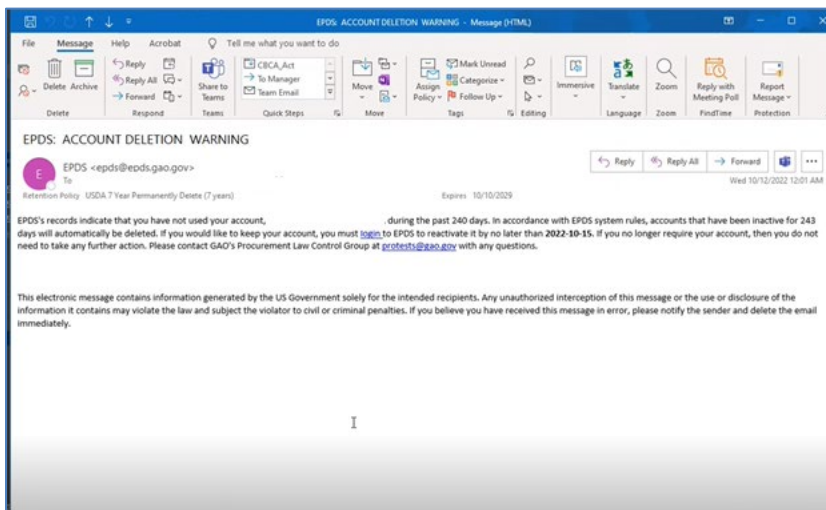 EPDS: ACCOUNT DELETION WARNING - Message (HTML)
File Message Help Acrobat Tell me what you want to do
Delete Archive
Reply
Reply All
Forward
Share to Teams
CBCA_Act
To Manager
Team Email
Move
Assign Policy
Mark Unread
Categorize
Follow Up
Immersive
Translate
Zoom
Reply with Meeting Poll
Report Message
Delete Respond Teams Quick Steps Move Tags Editing Language Zoom FindTime Protection
EPDS: ACCOUNT DELETION WARNING
E
EPDS <epds@epds.gao.gov>
To
Reply Reply All Forward
Wed 10/12/2022 12:01 AM
Retention Policy USDA 7 Year Permanently Delete (7 years) Expires 10/10/2029
EPDS's records indicate that you have not used your account, , during the past 240 days. In accordance with EPDS system rules, accounts that have been inactive for 243
days will automatically be deleted. If you would like to keep your account, you must login to EPDS to reactivate it by no later than 2022-10-15. If you no longer require your account, then you do not
need to take any further action. Please contact GAO's Procurement Law Control Group at protests@gao.gov with any questions.
This electronic message contains information generated by the US Government solely for the intended recipients. Any unauthorized interception of this message or the use or disclosure of the
information it contains may violate the law and subject the violator to civil or criminal penalties. If you believe you have received this message in error, please notify the sender and delete the email
immediately.